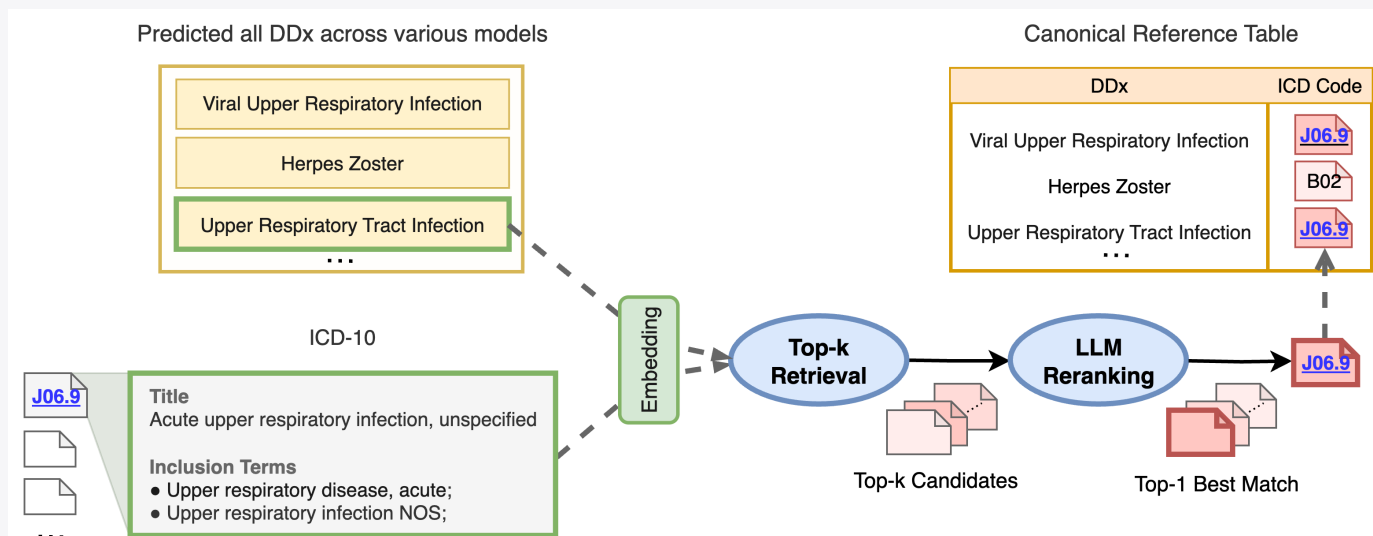 Predicted all DDx across various models
Viral Upper Respiratory Infection
Herpes Zoster
Upper Respiratory Tract Infection
...
ICD-10
J06.9
Title
Acute upper respiratory infection, unspecified
Inclusion Terms
● Upper respiratory disease, acute;
● Upper respiratory infection NOS;
Embedding
Top-k
Retrieval
Top-k Candidates
LLM
Reranking
Top-1 Best Match
J06.9
Canonical Reference Table
DDx ICD Code
Viral Upper Respiratory Infection J06.9
Herpes Zoster B02
Upper Respiratory Tract Infection J06.9
...